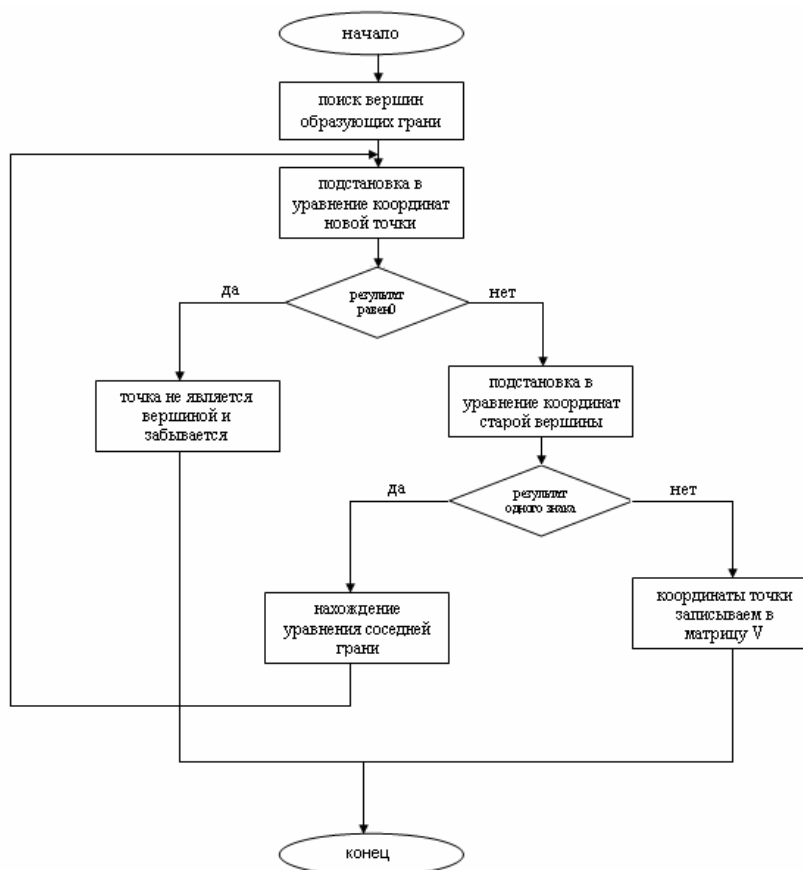 начало
поиск вершин
образующих грани
подстановка в
уравнение координат
новой точки
да
результат
равен0
нет
точка не является
вершиной и
забывается
подстановка в
уравнение координат
старой вершины
да
результат
одного знака
нет
нахождение
уравнения соседней
грани
координаты точки
записываем в
матрицу V
конец